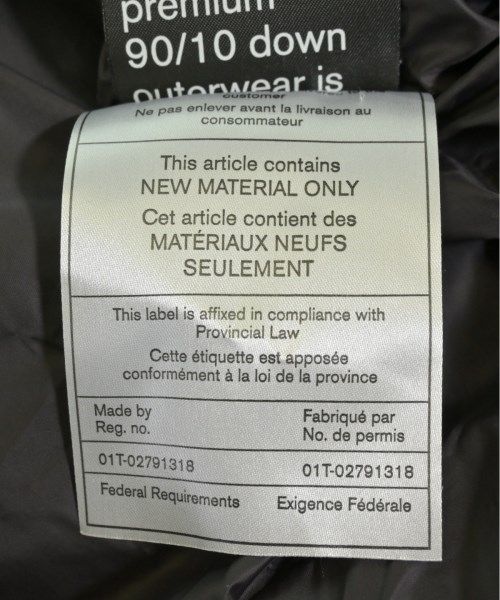 premium
90/10 down
outerwear is
customer
Ne pas enlever avant la livraison au
consommateur
This article contains
NEW MATERIAL ONLY
Cet article contient des
MATÉRIAUX NEUFS
SEULEMENT
This label is affixed in compliance with
Provincial Law
Cette étiquette est apposée
conformément à la loi de la province
Made by
Reg. no.
Fabriqué par
No. de permis
01T-02791318
01T-02791318
Federal Requirements
Exigence Fédérale